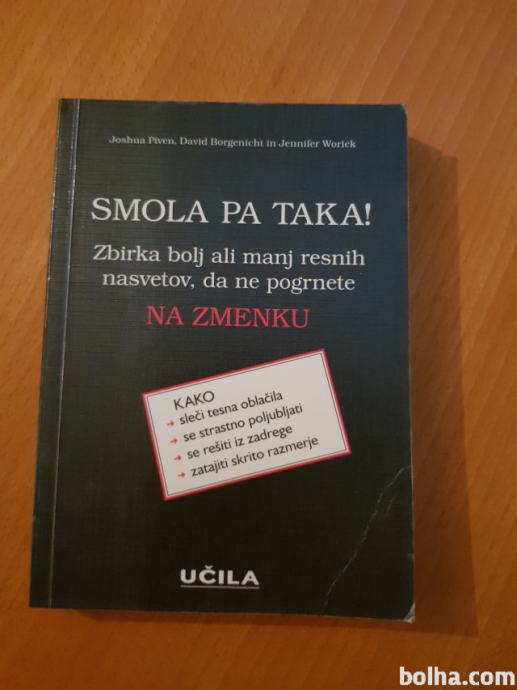 Joshua Piven, David Borgenicht in Jennifer Worick
SMOLA PA TAKA!
Zbirka bolj ali manj resnih
nasvetov, da ne pogrnete
NA ZMENKU
KAKO
→ sleči tesna oblačila
→ se strastno poljubljati
→ se rešiti iz zadrege
→ zatajiti skrito razmerje
UČILA
bolha.com